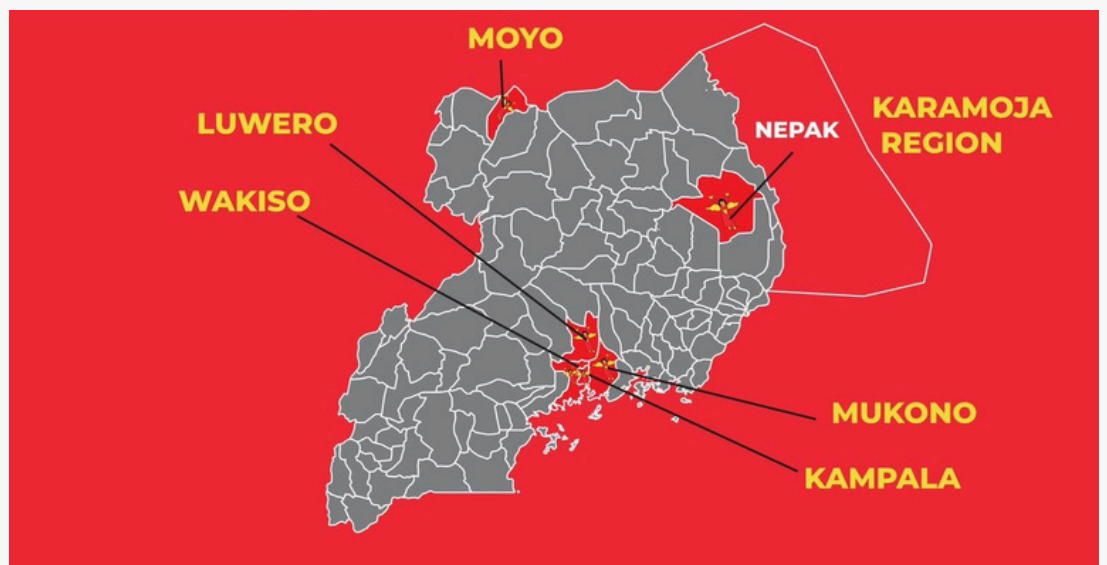 MOYO
LUWERO
KARAMOJA
REGION
NEPAK
WAKISO
MUKONO
KAMPALA